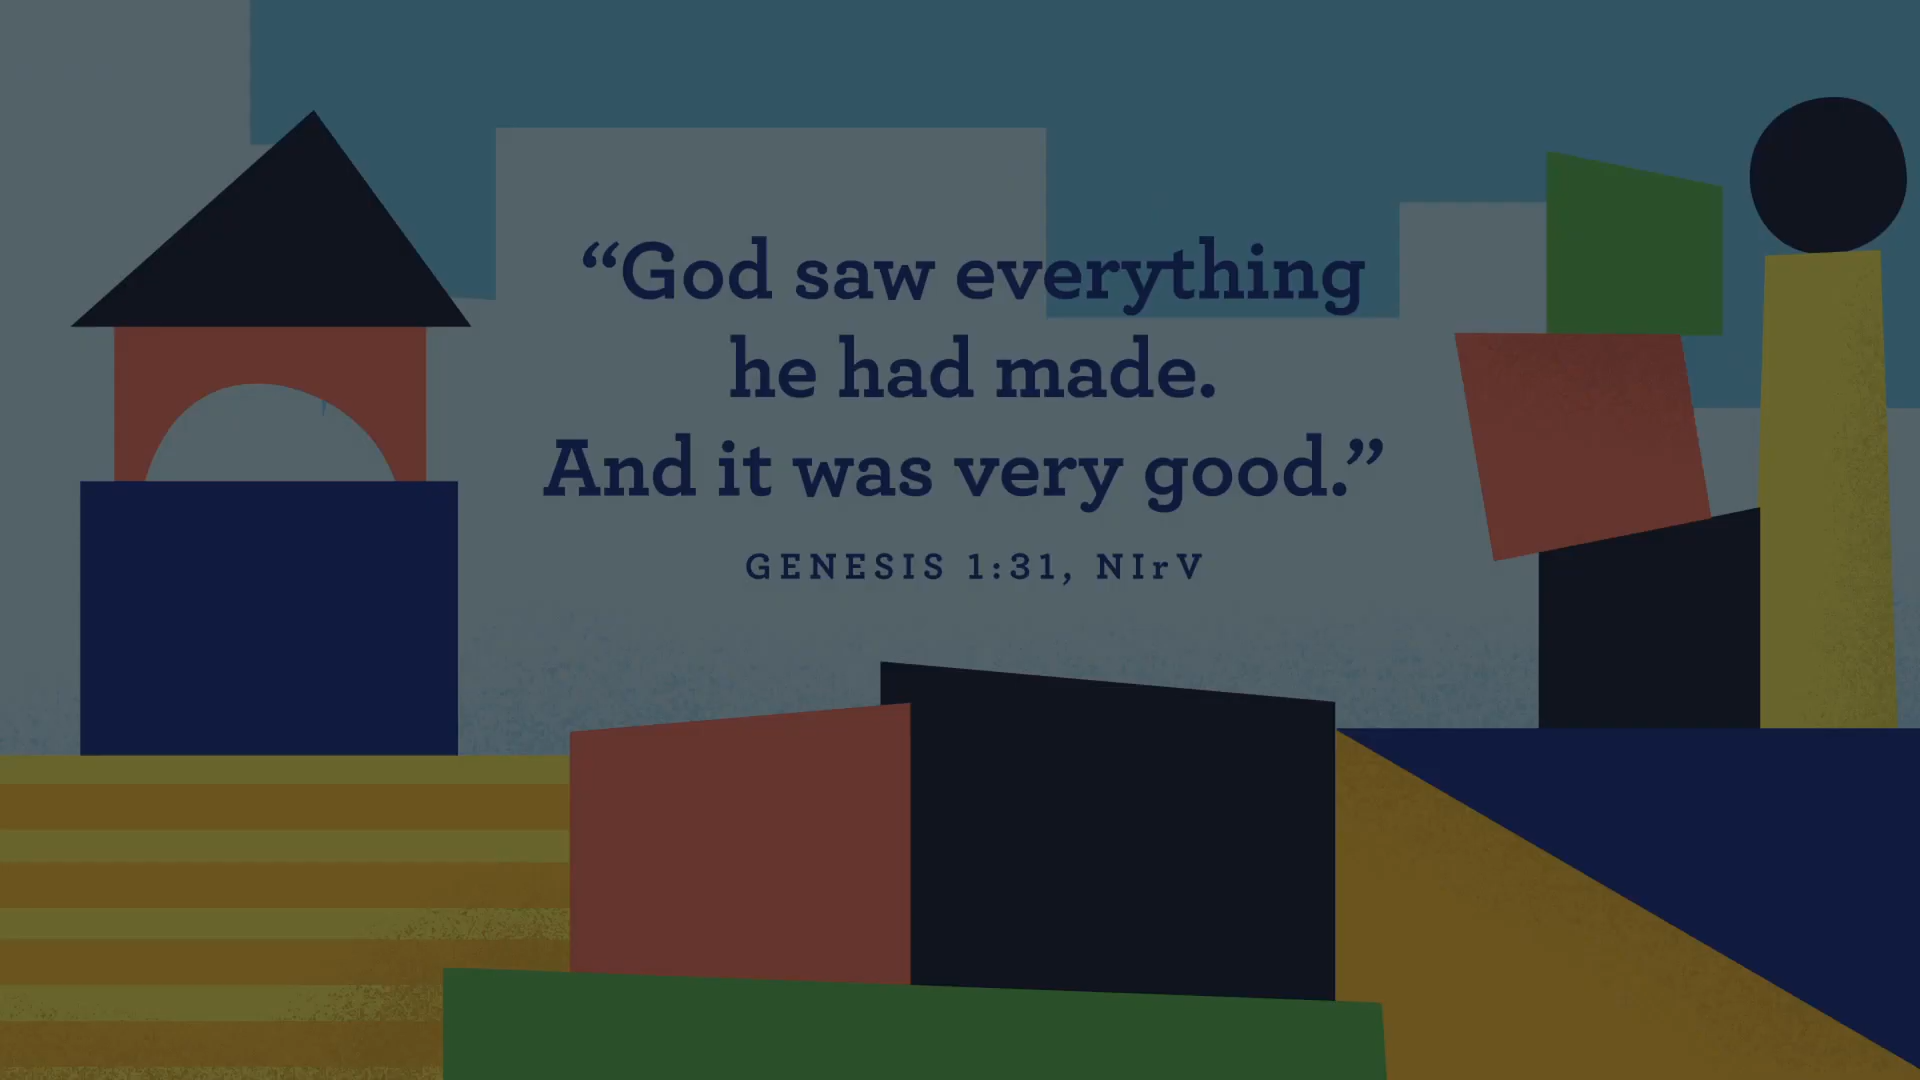 “God saw everything
he had made.
And it was very good.”
GENESIS 1:31, NIrV